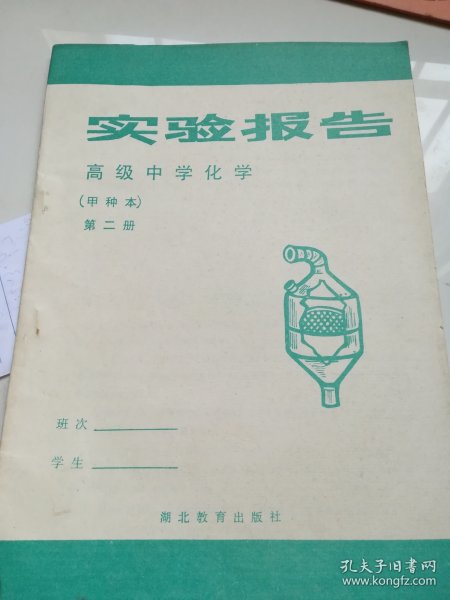 实验报告
高级中学化学
(甲种本)
第二册
班次
学生
湖北教育出版社
孔夫子旧书网
www.kongfz.com